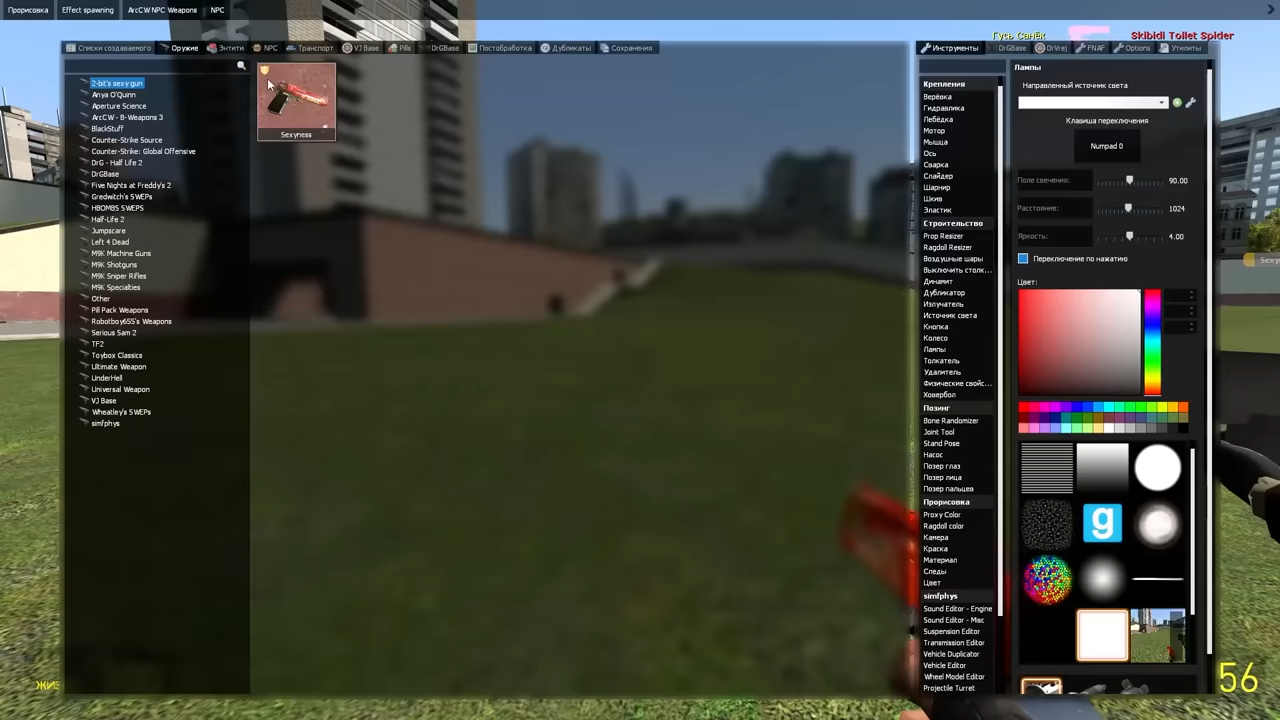 Прорисовка Effect spawning ArcCW NPC Weapons NPC
Гусь Санёк Skibidi Toilet Spider
Списки создаваемого Оружие Энтити NPC Транспорт VJ Base Pills DrGBase Постобработка Дубликаты Сохранения
2-bit's sexy gun
Anya O'Quinn
Aperture Science
ArcCW - B-Weapons 3
BlackStuff
Counter-Strike Source
Counter-Strike: Global Offensive
DrG - Half Life 2
DrGBase
Five Nights at Freddy's 2
Gredwitch's SWEPs
HBOMBS SWEPS
Half-Life 2
Jumpscare
Left 4 Dead
M9K Machine Guns
M9K Shotguns
M9K Sniper Rifles
M9K Specialties
Other
Pill Pack Weapons
Robotboy655's Weapons
Serious Sam 2
TF2
Toybox Classics
Ultimate Weapon
UnderHell
Universal Weapon
VJ Base
Wheatley's SWEPs
simfphys
Sexyness
Инструменты DrGBase DrVrej FNAF Options Утилиты
Крепления
Верёвка
Гидравлика
Лебёдка
Мотор
Мышца
Ось
Сварка
Слайдер
Шарнир
Шкив
Эластик
Строительство
Prop Resizer
Ragdoll Resizer
Воздушные шары
Выключить столк...
Динамит
Дубликатор
Излучатель
Источник света
Кнопка
Колесо
Лампы
Толкатель
Удалитель
Физические свойс...
Ховербол
Позинг
Bone Randomizer
Joint Tool
Stand Pose
Насос
Позер глаз
Позер лица
Позер пальцев
Прорисовка
Proxy Color
Ragdoll color
Камера
Краска
Материал
Следы
Цвет
simfphys
Sound Editor - Engine
Sound Editor - Misc
Suspension Editor
Transmission Editor
Vehicle Duplicator
Vehicle Editor
Wheel Model Editor
Projectile Turret
Лампы
Направленный источник света
Клавиша переключения
Numpad 0
Поле свечения: 90.00
Расстояние: 1024
Яркость: 4.00
Переключение по нажатию
Цвет:
g
56